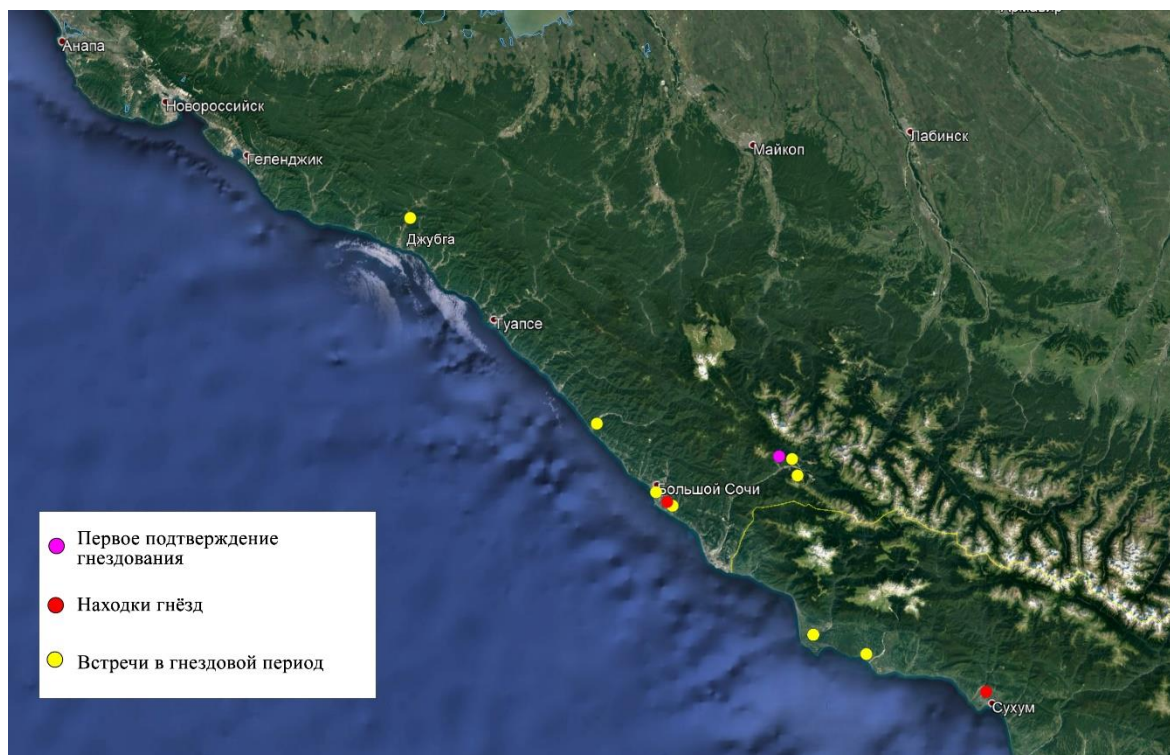 Анапа
Новороссийск
Геленджик
Майкоп
Лабинск
Джубга
Туапсе
Большой Сочи
Сухум
Первое подтверждение
гнездования
Находки гнёзд
Встречи в гнездовой период